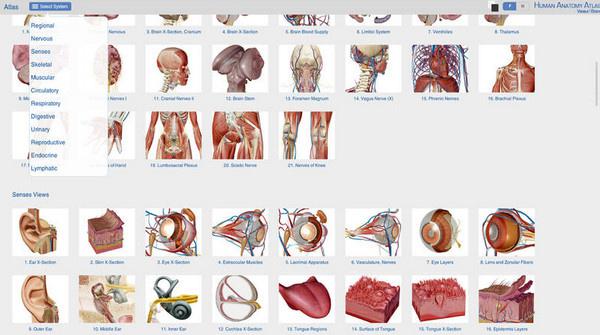 Atlas
Select System
F
M
HUMAN ANATOMY ATLAS
Regional
Nervous
Senses
Skeletal
Muscular
Circulatory
Respiratory
Digestive
Urinary
Reproductive
Endocrine
Lymphatic
3. Brain X-Section, Cranium
4. Brain X-Section
5. Brain Blood Supply
6. Limbic System
7. Ventricles
8. Thalamus
Nerves I
11. Cranial Nerves II
12. Brain Stem
13. Foramen Magnum
14. Vagus Nerve (X)
15. Phrenic Nerves
16. Brachial Plexus
of Hand
19. Lumbosacral Plexus
20. Sciatic Nerve
21. Nerves of Knee
Senses Views
1. Ear X-Section
2. Skin X-Section
3. Eye X-Section
4. Extraocular Muscles
5. Lacrimal Apparatus
6. Vasculature, Nerves
7. Eye Layers
8. Lens and Zonular Fibers
9. Outer Ear
10. Middle Ear
11. Inner Ear
12. Cochlea X-Section
13. Tongue Regions
14. Surface of Tongue
15. Tongue X-Section
16. Epidermis Layers